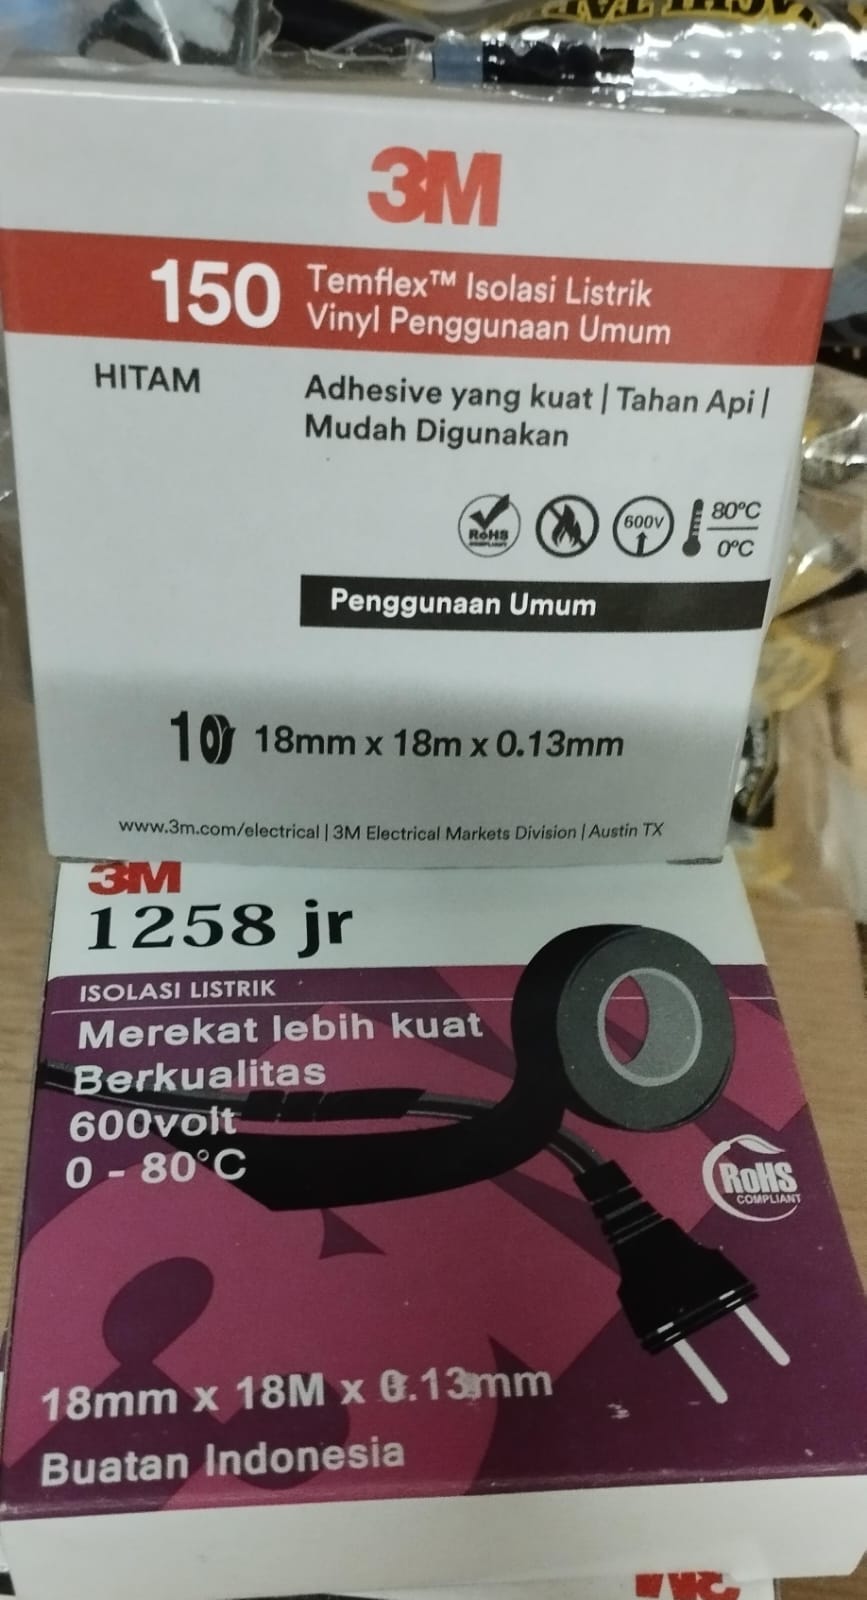 3M
150
Temflex™ Isolasi Listrik
Vinyl Penggunaan Umum
HITAM
Adhesive yang kuat | Tahan Api |
Mudah Digunakan
RoHS
COMPLIANT
600V
80°C
0°C
Penggunaan Umum
10 18mm x 18m x 0.13mm
www.3m.com/electrical | 3M Electrical Markets Division | Austin TX
3M
1258 jr
ISOLASI LISTRIK
Merekat lebih kuat
Berkualitas
600volt
0 - 80°C
RoHS
COMPLIANT
18mm x 18M x 0.13mm
Buatan Indonesia